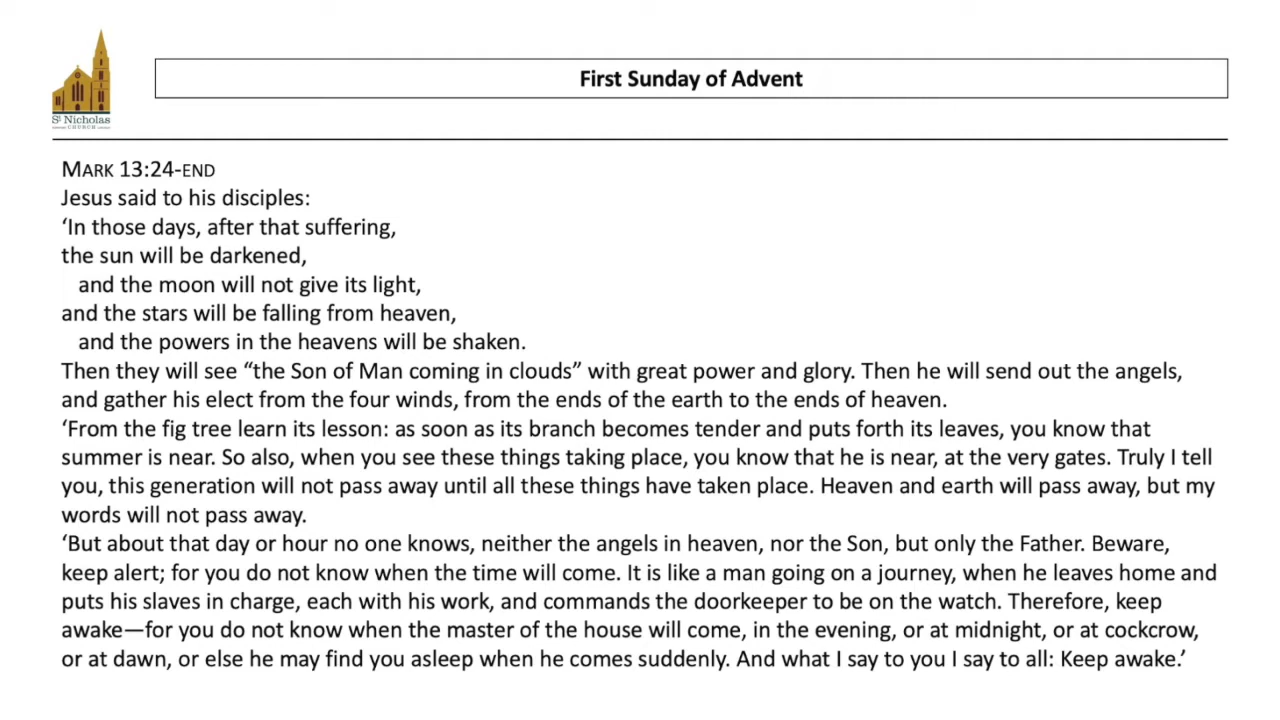 First Sunday of Advent
St Nicholas
CHURCH
MARK 13:24-END
Jesus said to his disciples:
‘In those days, after that suffering,
the sun will be darkened,
and the moon will not give its light,
and the stars will be falling from heaven,
and the powers in the heavens will be shaken.
Then they will see “the Son of Man coming in clouds” with great power and glory. Then he will send out the angels,
and gather his elect from the four winds, from the ends of the earth to the ends of heaven.
‘From the fig tree learn its lesson: as soon as its branch becomes tender and puts forth its leaves, you know that
summer is near. So also, when you see these things taking place, you know that he is near, at the very gates. Truly I tell
you, this generation will not pass away until all these things have taken place. Heaven and earth will pass away, but my
words will not pass away.
‘But about that day or hour no one knows, neither the angels in heaven, nor the Son, but only the Father. Beware,
keep alert; for you do not know when the time will come. It is like a man going on a journey, when he leaves home and
puts his slaves in charge, each with his work, and commands the doorkeeper to be on the watch. Therefore, keep
awake—for you do not know when the master of the house will come, in the evening, or at midnight, or at cockcrow,
or at dawn, or else he may find you asleep when he comes suddenly. And what I say to you I say to all: Keep awake.’